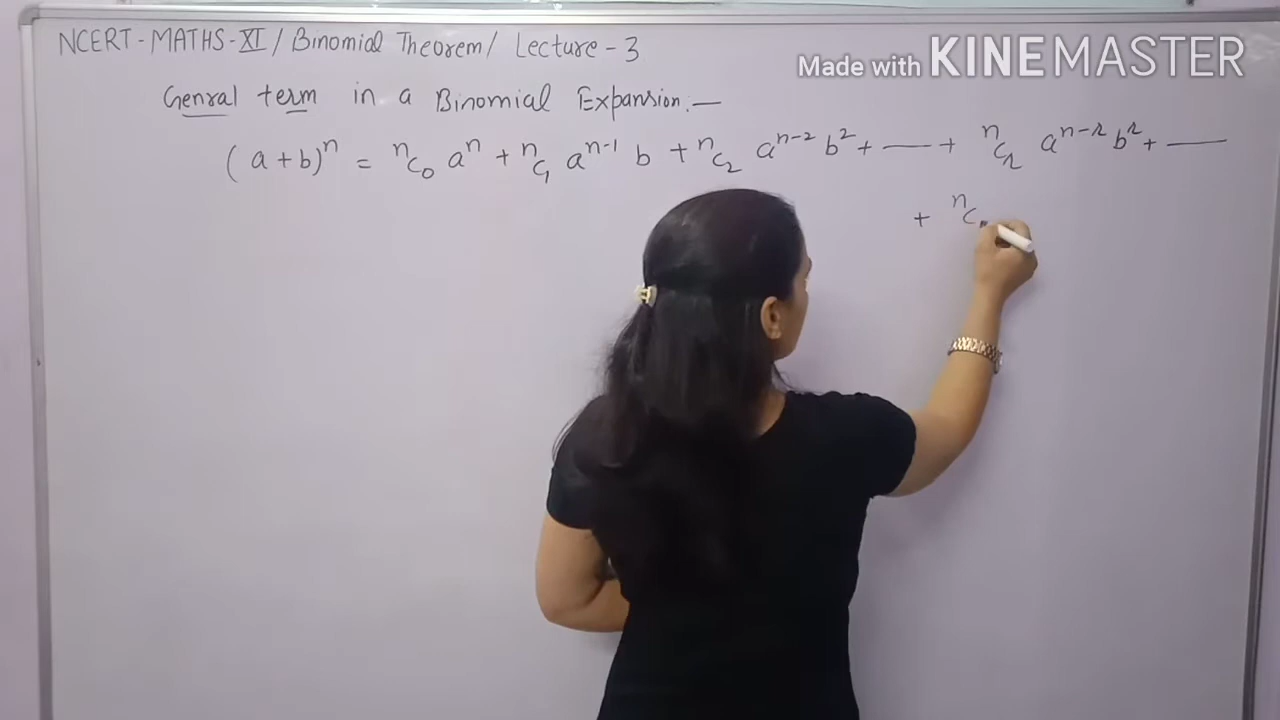 NCERT - MATHS - XI / Binomial Theorem / Lecture - 3
Made with KINEMASTER
Genral term in a Binomial Expansion. —
(a + b)ⁿ = ⁿC₀ aⁿ + ⁿC₁ aⁿ⁻¹ b + ⁿC₂ aⁿ⁻² b² + — + ⁿCᵣ aⁿ⁻ʳ bʳ + —
+ ⁿC